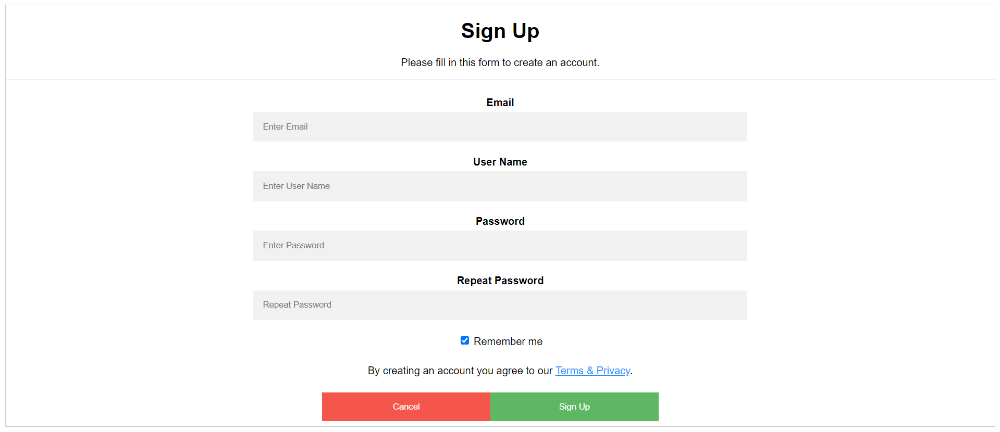 Sign Up
Please fill in this form to create an account.
Email
Enter Email
User Name
Enter User Name
Password
Enter Password
Repeat Password
Repeat Password
Remember me
By creating an account you agree to our Terms & Privacy.
Cancel Sign Up